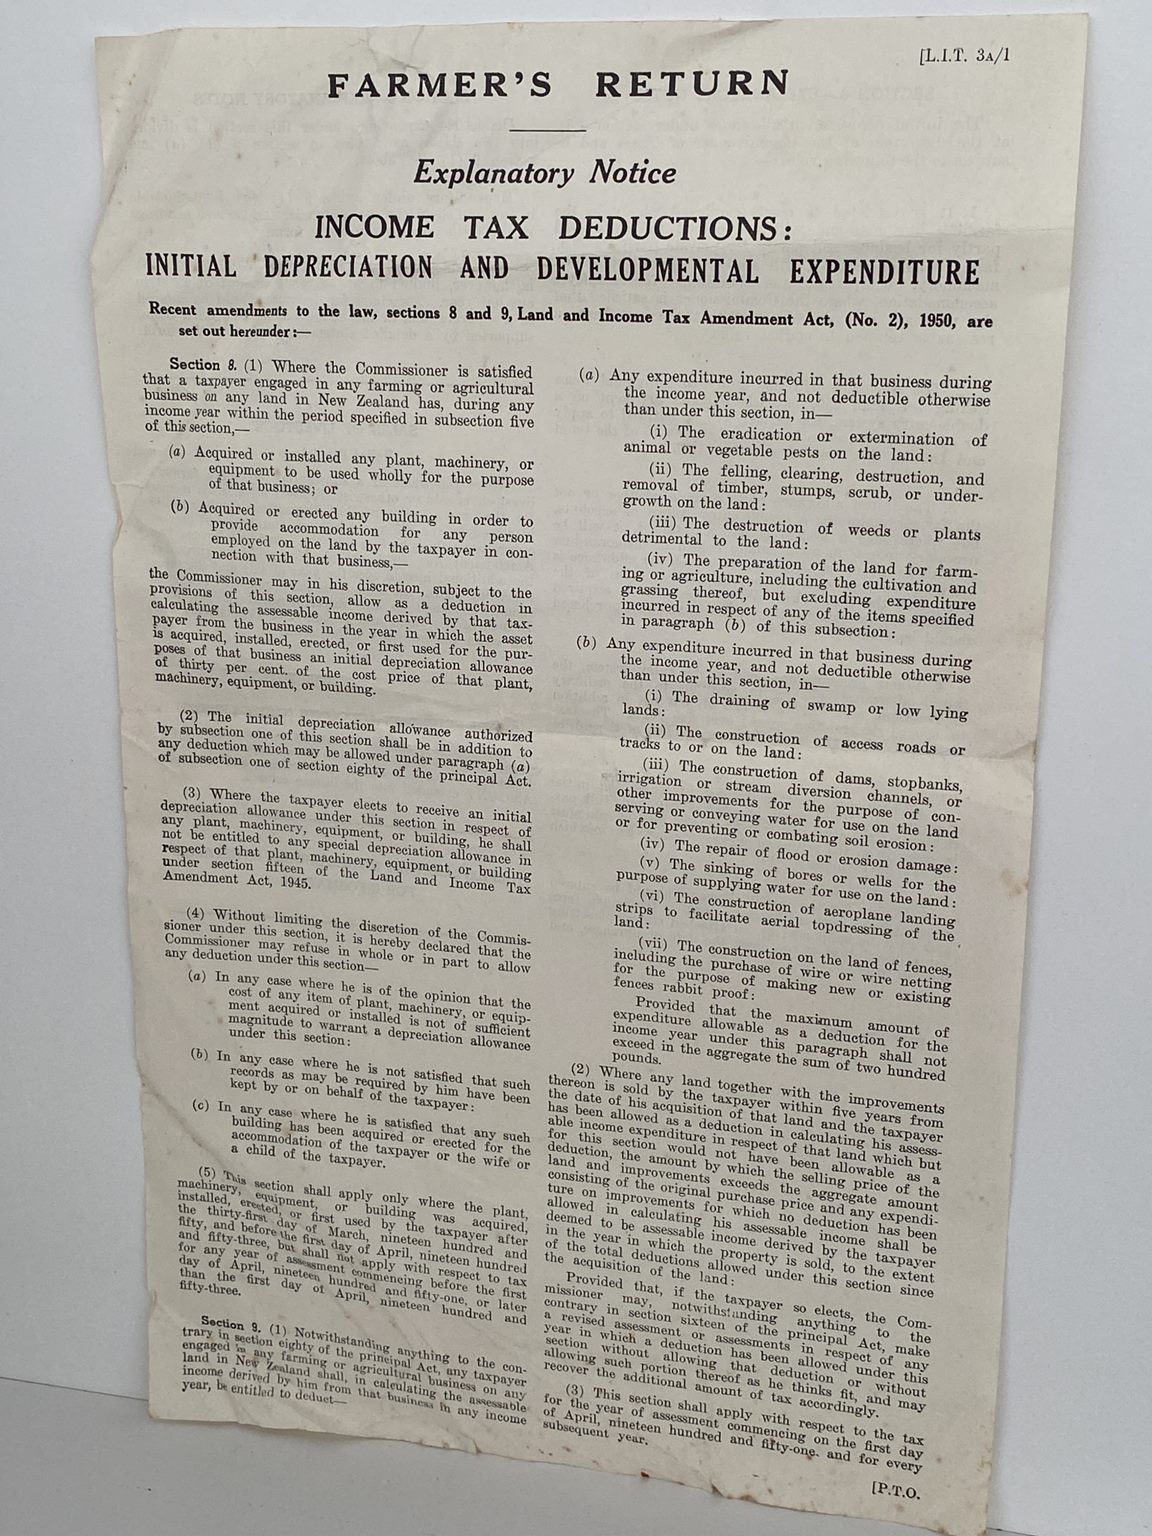 [L.I.T. 3A/1
FARMER'S RETURN
Explanatory Notice
INCOME TAX DEDUCTIONS:
INITIAL DEPRECIATION AND DEVELOPMENTAL EXPENDITURE
Recent amendments to the law, sections 8 and 9, Land and Income Tax Amendment Act, (No. 2), 1950, are
set out hereunder:—
Section 8. (1) Where the Commissioner is satisfied
that a taxpayer engaged in any farming or agricultural
business on any land in New Zealand has, during any
income year within the period specified in subsection five
of this section,—
(a) Acquired or installed any plant, machinery, or
equipment to be used wholly for the purpose
of that business; or
(b) Acquired or erected any building in order to
provide accommodation for any person
employed on the land by the taxpayer in con-
nection with that business,—
the Commissioner may in his discretion, subject to the
provisions of this section, allow as a deduction in
calculating the assessable income derived by that tax-
payer from the business in the year in which the asset
is acquired, installed, erected, or first used for the pur-
poses of that business an initial depreciation allowance
of thirty per cent. of the cost price of that plant,
machinery, equipment, or building.
(2) The initial depreciation allowance authorized
by subsection one of this section shall be in addition to
any deduction which may be allowed under paragraph (a)
of subsection one of section eighty of the principal Act.
(3) Where the taxpayer elects to receive an initial
depreciation allowance under this section in respect of
any plant, machinery, equipment, or building, he shall
not be entitled to any special depreciation allowance in
respect of that plant, machinery, equipment, or building
under section fifteen of the Land and Income Tax
Amendment Act, 1945.
(4) Without limiting the discretion of the Commis-
sioner under this section, it is hereby declared that the
Commissioner may refuse in whole or in part to allow
any deduction under this section—
(a) In any case where he is of the opinion that the
cost of any item of plant, machinery, or equip-
ment acquired or installed is not of sufficient
magnitude to warrant a depreciation allowance
under this section:
(b) In any case where he is not satisfied that such
records as may be required by him have been
kept by or on behalf of the taxpayer:
(c) In any case where he is satisfied that any such
building has been acquired or erected for the
accommodation of the taxpayer or the wife or
a child of the taxpayer.
(5) This section shall apply only where the plant,
machinery, equipment, or building was acquired,
installed, erected, or first used by the taxpayer after
the thirty-first day of March, nineteen hundred and
fifty, and before the first day of April, nineteen hundred
and fifty-three, but shall not apply with respect to tax
for any year of assessment commencing before the first
day of April, nineteen hundred and fifty-one, or later
than the first day of April, nineteen hundred and
fifty-three.
Section 9. (1) Notwithstanding anything to the con-
trary in section eighty of the principal Act, any taxpayer
engaged in any farming or agricultural business on any
land in New Zealand shall, in calculating the assessable
income derived by him from that business in any income
year, be entitled to deduct—
(a) Any expenditure incurred in that business during
the income year, and not deductible otherwise
than under this section, in—
(i) The eradication or extermination of
animal or vegetable pests on the land:
(ii) The felling, clearing, destruction, and
removal of timber, stumps, scrub, or under-
growth on the land:
(iii) The destruction of weeds or plants
detrimental to the land:
(iv) The preparation of the land for farm-
ing or agriculture, including the cultivation and
grassing thereof, but excluding expenditure
incurred in respect of any of the items specified
in paragraph (b) of this subsection:
(b) Any expenditure incurred in that business during
the income year, and not deductible otherwise
than under this section, in—
(i) The draining of swamp or low lying
lands:
(ii) The construction of access roads or
tracks to or on the land:
(iii) The construction of dams, stopbanks,
irrigation or stream diversion channels, or
other improvements for the purpose of con-
serving or conveying water for use on the land
or for preventing or combating soil erosion:
(iv) The repair of flood or erosion damage:
(v) The sinking of bores or wells for the
purpose of supplying water for use on the land:
(vi) The construction of aeroplane landing
strips to facilitate aerial topdressing of the
land:
(vii) The construction on the land of fences,
including the purchase of wire or wire netting
for the purpose of making new or existing
fences rabbit proof:
Provided that the maximum amount of
expenditure allowable as a deduction for the
income year under this paragraph shall not
exceed in the aggregate the sum of two hundred
pounds.
(2) Where any land together with the improvements
thereon is sold by the taxpayer within five years from
the date of his acquisition of that land and the taxpayer
has been allowed as a deduction in calculating his assess-
able income expenditure in respect of that land which but
for this section would not have been allowable as a
deduction, the amount by which the selling price of the
land and improvements exceeds the aggregate amount
consisting of the original purchase price and any expendi-
ture on improvements for which no deduction has been
allowed in calculating his assessable income shall be
deemed to be assessable income derived by the taxpayer
in the year in which the property is sold, to the extent
of the total deductions allowed under this section since
the acquisition of the land:
Provided that, if the taxpayer so elects, the Com-
missioner may, notwithstanding anything to the
contrary in section sixteen of the principal Act, make
a revised assessment or assessments in respect of any
year in which a deduction has been allowed under this
section without allowing that deduction or without
allowing such portion thereof as he thinks fit, and may
recover the additional amount of tax accordingly.
(3) This section shall apply with respect to the tax
for the year of assessment commencing on the first day
of April, nineteen hundred and fifty-one, and for every
subsequent year.
[P.T.O.